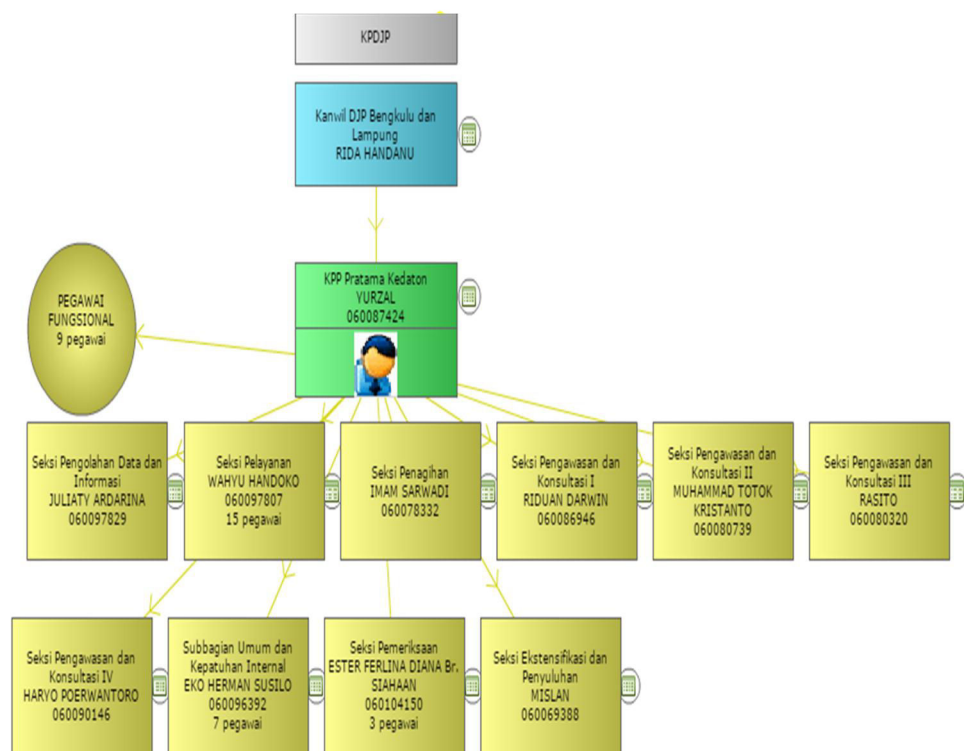 KPDJP
Kanwil DJP Bengkulu dan
Lampung
RIDA HANDANU
KPP Pratama Kedaton
YURZAL
060087424
PEGAWAI
FUNGSIONAL
9 pegawai
Seksi Pengolahan Data dan
Informasi
JULIATY ARDARINA
060097829
Seksi Pelayanan
WAHYU HANDOKO
060097807
15 pegawai
Seksi Penagihan
IMAM SARWADI
060078332
Seksi Pengawasan dan
Konsultasi I
RIDUAN DARWIN
060086946
Seksi Pengawasan dan
Konsultasi II
MUHAMMAD TOTOK
KRISTANTO
060080739
Seksi Pengawasan dan
Konsultasi III
RASITO
060080320
Seksi Pengawasan dan
Konsultasi IV
HARYO POERWANTORO
060090146
Subbagian Umum dan
Kepatuhan Internal
EKO HERMAN SUSILO
060096392
7 pegawai
Seksi Pemeriksaan
ESTER FERLINA DIANA Br.
SIAHAAN
060104150
3 pegawai
Seksi Ekstensifikasi dan
Penyuluhan
MISLAN
060069388